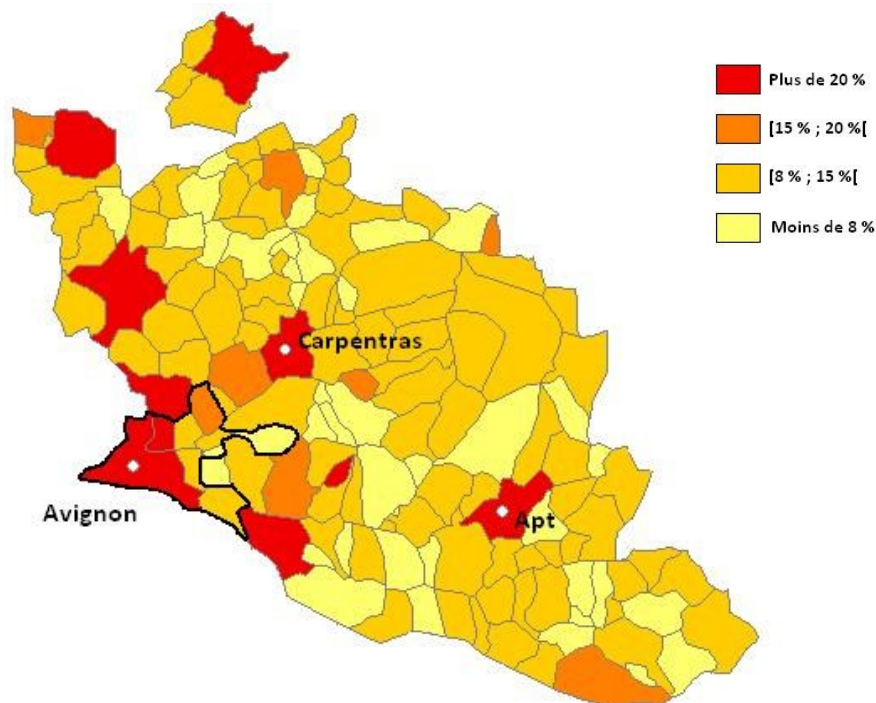 Plus de 20 %
[15 % ; 20 %[
[8 % ; 15 %[
Moins de 8 %
Carpentras
Avignon
Apt